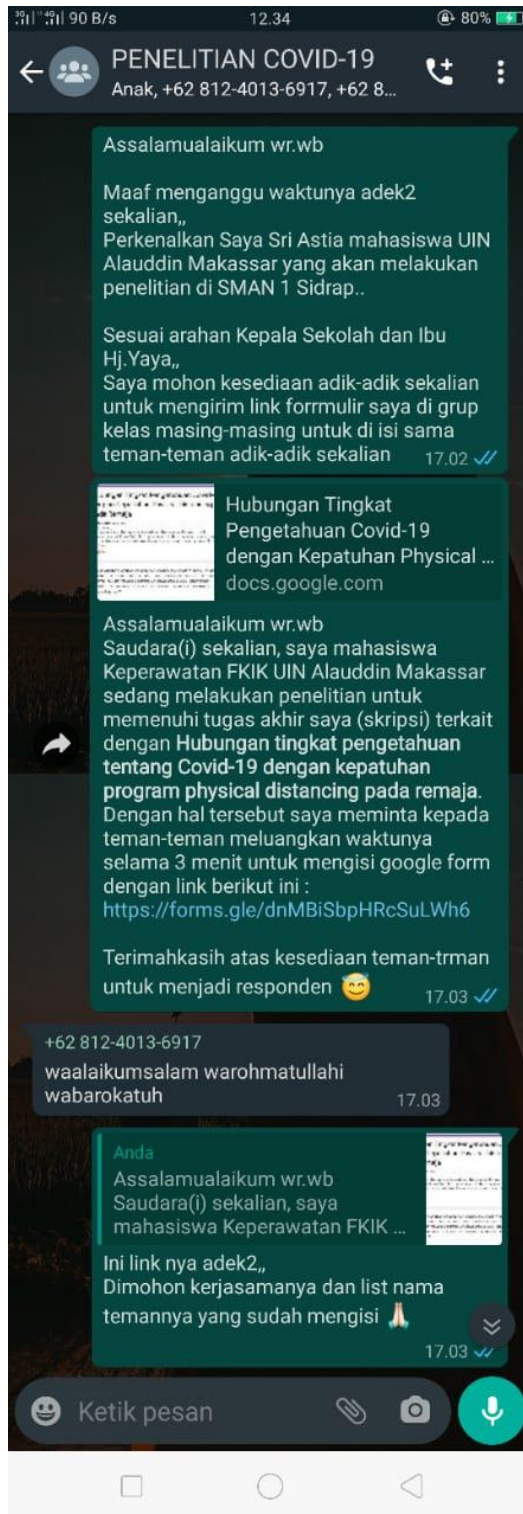 90 B/s 12.34 80%
PENELITIAN COVID-19
Anak, +62 812-4013-6917, +62 8...
Assalamualaikum wr.wb
Maaf menganggu waktunya adek2
sekalian,,
Perkenalkan Saya Sri Astia mahasiswa UIN
Alauddin Makassar yang akan melakukan
penelitian di SMAN 1 Sidrap..
Sesuai arahan Kepala Sekolah dan Ibu
Hj.Yaya,,
Saya mohon kesediaan adik-adik sekalian
untuk mengirim link forrmulir saya di grup
kelas masing-masing untuk di isi sama
teman-teman adik-adik sekalian 17.02
Hubungan Tingkat
Pengetahuan Covid-19
dengan Kepatuhan Physical ...
docs.google.com
Assalamualaikum wr.wb
Saudara(i) sekalian, saya mahasiswa
Keperawatan FKIK UIN Alauddin Makassar
sedang melakukan penelitian untuk
memenuhi tugas akhir saya (skripsi) terkait
dengan Hubungan tingkat pengetahuan
tentang Covid-19 dengan kepatuhan
program physical distancing pada remaja.
Dengan hal tersebut saya meminta kepada
teman-teman meluangkan waktunya
selama 3 menit untuk mengisi google form
dengan link berikut ini :
https://forms.gle/dnMBiSbpHRcSuLWh6
Terimahkasih atas kesediaan teman-trman
untuk menjadi responden 😇 17.03
+62 812-4013-6917
waalaikumsalam warohmatullahi
wabarokatuh 17.03
Anda
Assalamualaikum wr.wb
Saudara(i) sekalian, saya
mahasiswa Keperawatan FKIK ...
Ini link nya adek2,,
Dimohon kerjasamanya dan list nama
temannya yang sudah mengisi 🙏🏻
17.03
Ketik pesan